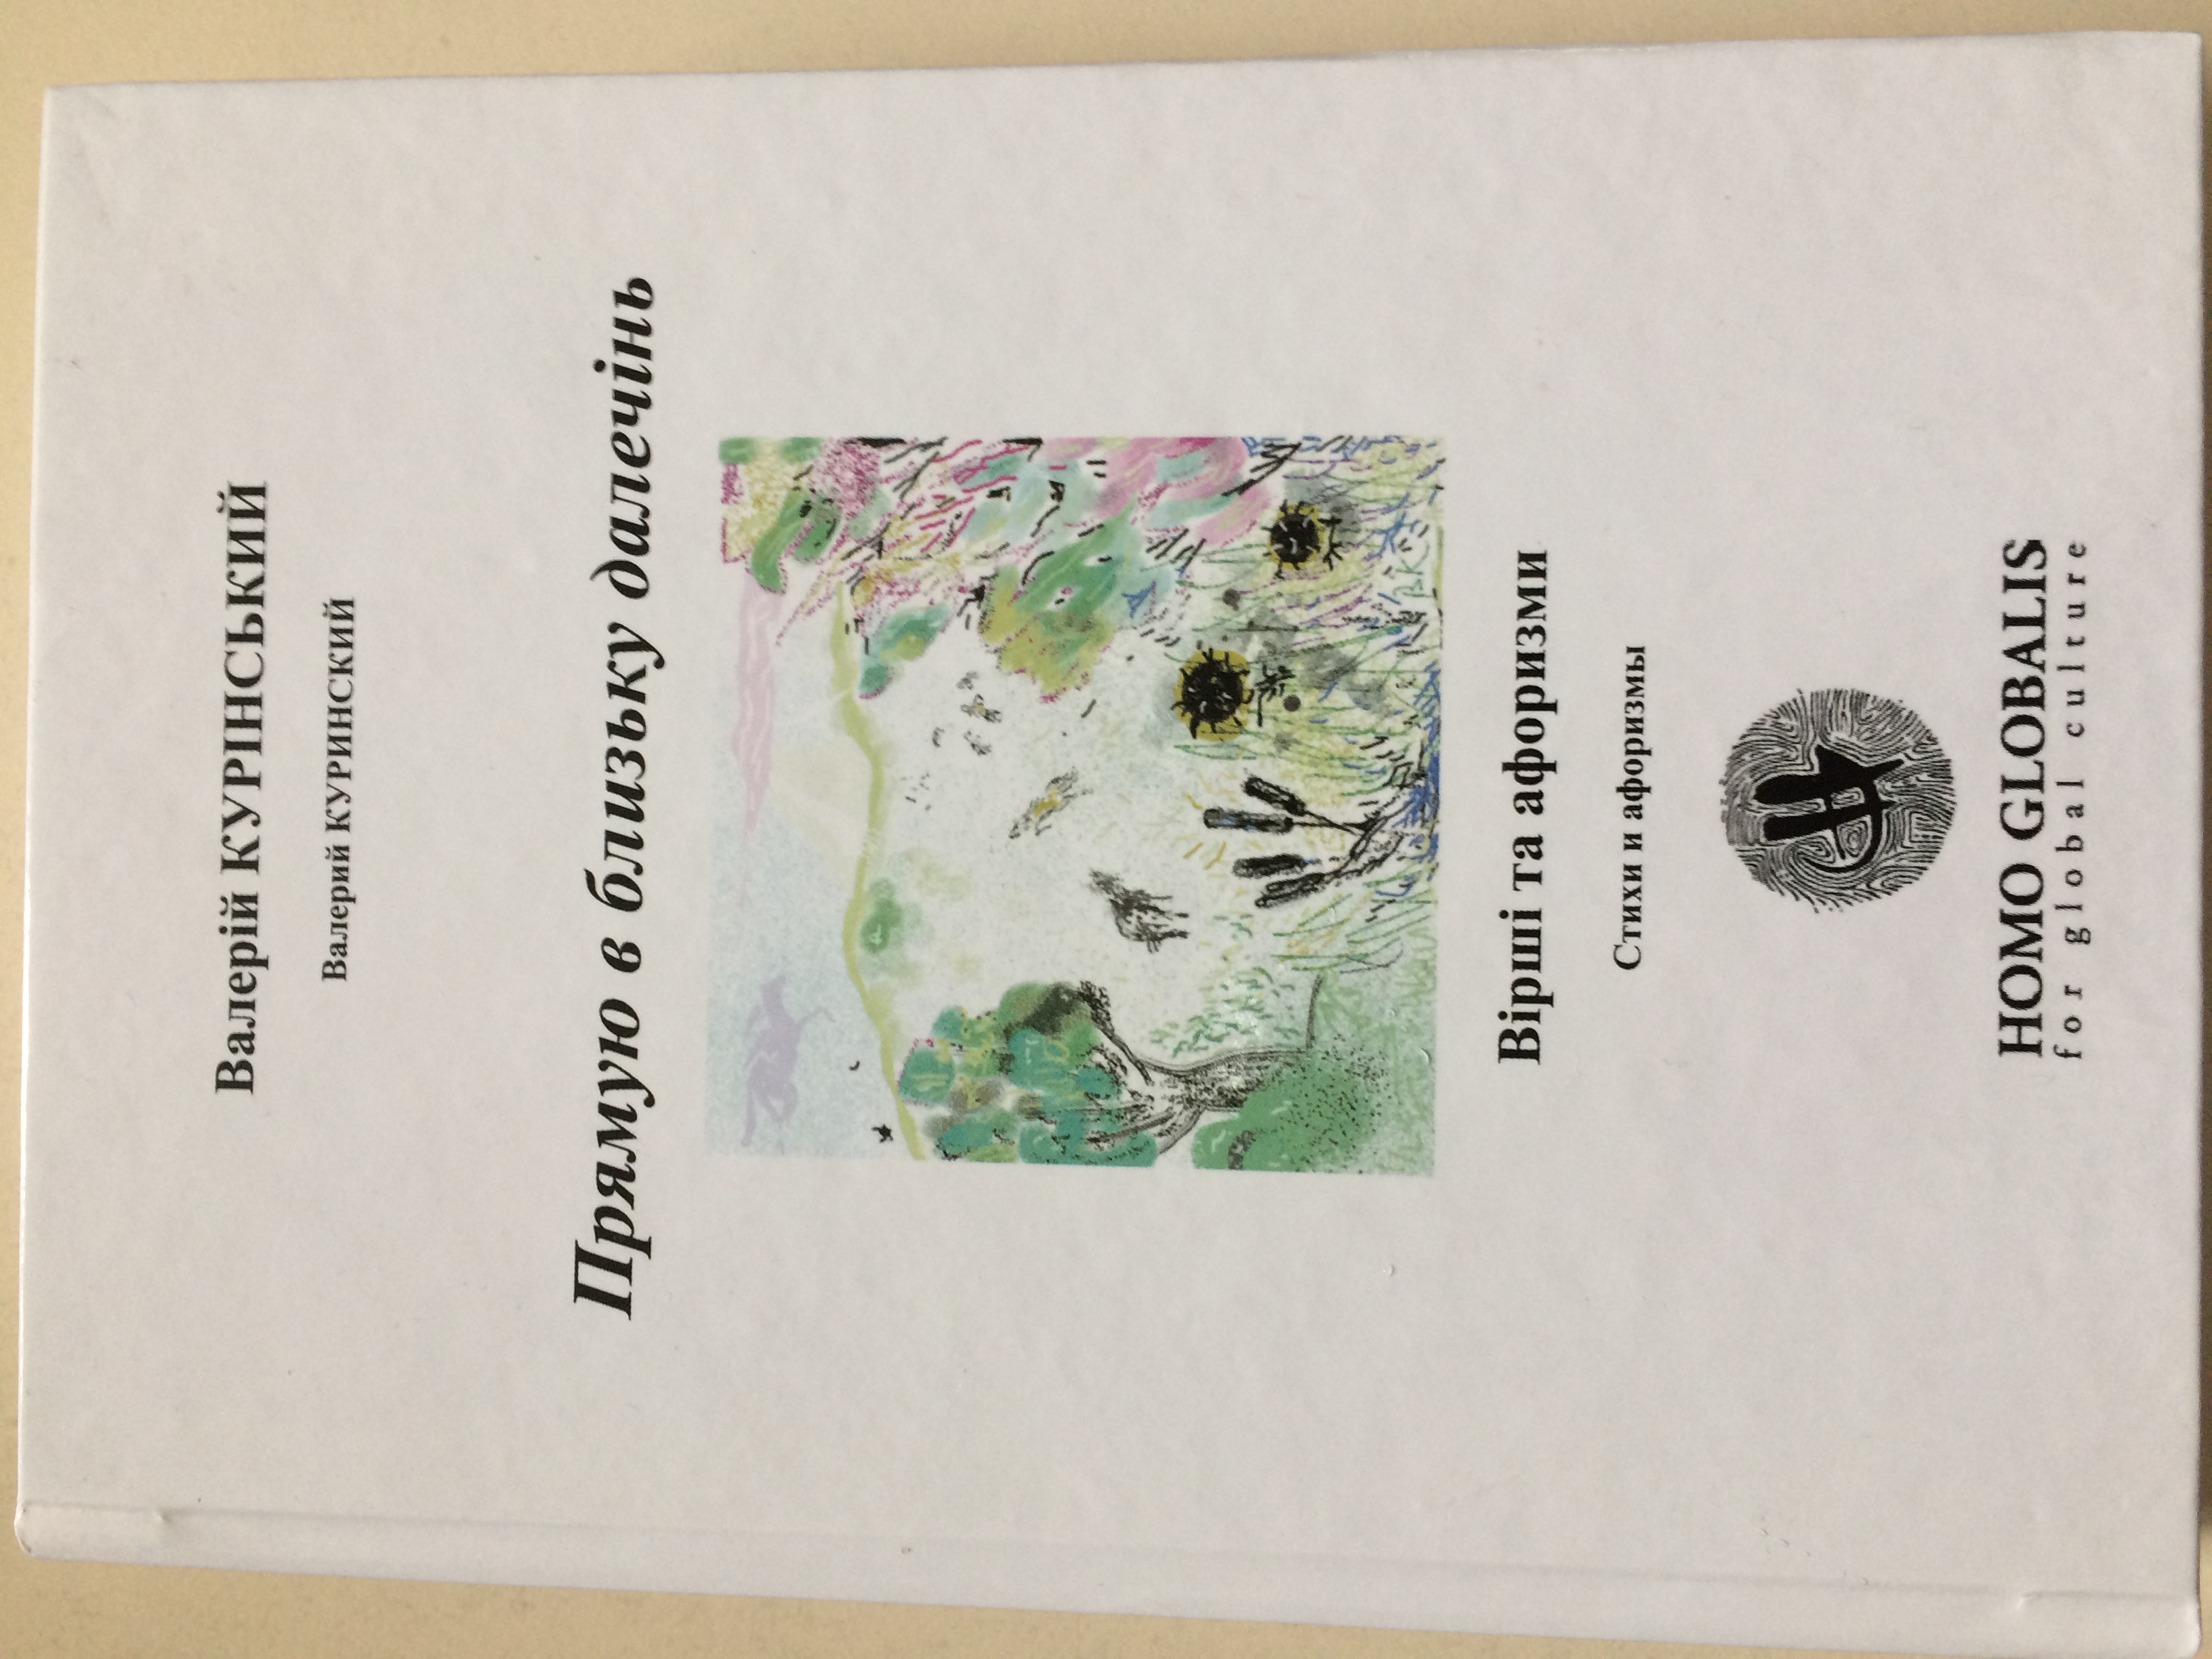 Валерій КУРІНСЬКИЙ
Валерий КУРИНСКИЙ
Прямую в близьку далечінь
ВК
Вірші та афоризми
Стихи и афоризмы
HOMO GLOBALIS
for global culture